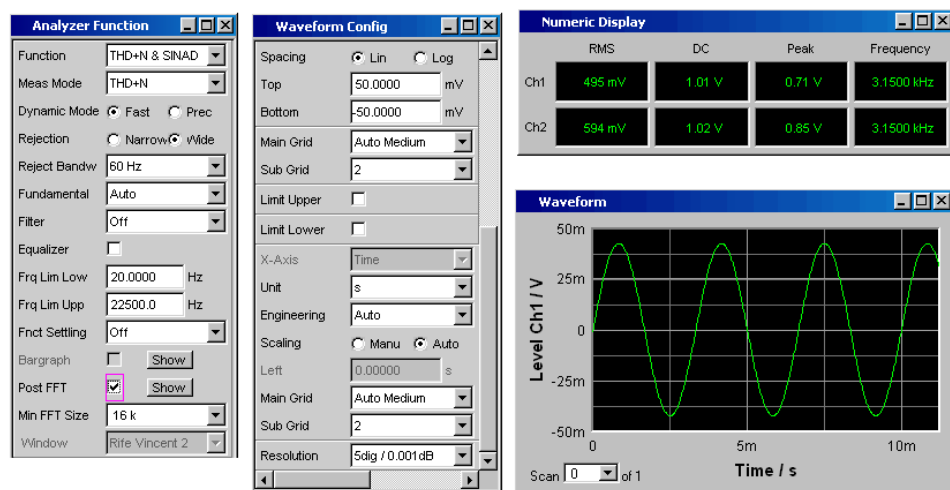 Analyzer Function
Function THD+N & SINAD
Meas Mode THD+N
Dynamic Mode Fast Prec
Rejection Narrow Wide
Reject Bandw 60 Hz
Fundamental Auto
Filter Off
Equalizer
Frq Lim Low 20.0000 Hz
Frq Lim Upp 22500.0 Hz
Fnct Settling Off
Bargraph Show
Post FFT Show
Min FFT Size 16 k
Window Rife Vincent 2
Waveform Config
Spacing Lin Log
Top 50.0000 mV
Bottom -50.0000 mV
Main Grid Auto Medium
Sub Grid 2
Limit Upper
Limit Lower
X-Axis Time
Unit s
Engineering Auto
Scaling Manu Auto
Left 0.00000 s
Main Grid Auto Medium
Sub Grid 2
Resolution 5dig / 0.001dB
Numeric Display
RMS DC Peak Frequency
Ch1 495 mV 1.01 V 0.71 V 3.1500 kHz
Ch2 594 mV 1.02 V 0.85 V 3.1500 kHz
Waveform
Level Ch1 / V
50m
25m
0
-25m
-50m
0 5m 10m
Time / s
Scan 0 of 1